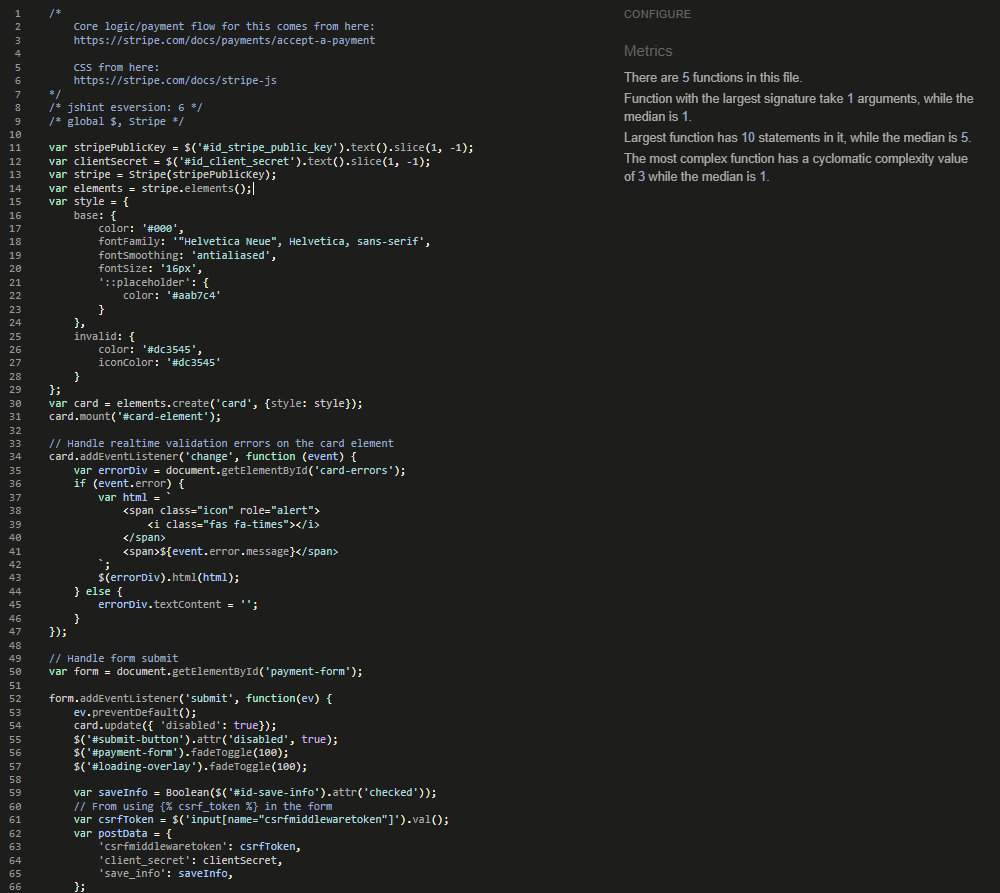 1 /*
2     Core logic/payment flow for this comes from here:
3     https://stripe.com/docs/payments/accept-a-payment
4
5     CSS from here:
6     https://stripe.com/docs/stripe-js
7 */
8 /* jshint esversion: 6 */
9 /* global $, Stripe */
10
11 var stripePublicKey = $('#id_stripe_public_key').text().slice(1, -1);
12 var clientSecret = $('#id_client_secret').text().slice(1, -1);
13 var stripe = Stripe(stripePublicKey);
14 var elements = stripe.elements();
15 var style = {
16     base: {
17         color: '#000',
18         fontFamily: '"Helvetica Neue", Helvetica, sans-serif',
19         fontSmoothing: 'antialiased',
20         fontSize: '16px',
21         '::placeholder': {
22             color: '#aab7c4'
23         }
24     },
25     invalid: {
26         color: '#dc3545',
27         iconColor: '#dc3545'
28     }
29 };
30 var card = elements.create('card', {style: style});
31 card.mount('#card-element');
32
33 // Handle realtime validation errors on the card element
34 card.addEventListener('change', function (event) {
35     var errorDiv = document.getElementById('card-errors');
36     if (event.error) {
37         var html = `
38             <span class="icon" role="alert">
39                 <i class="fas fa-times"></i>
40             </span>
41             <span>${event.error.message}</span>
42         `;
43         $(errorDiv).html(html);
44     } else {
45         errorDiv.textContent = '';
46     }
47 });
48
49 // Handle form submit
50 var form = document.getElementById('payment-form');
51
52 form.addEventListener('submit', function(ev) {
53     ev.preventDefault();
54     card.update({ 'disabled': true});
55     $('#submit-button').attr('disabled', true);
56     $('#payment-form').fadeToggle(100);
57     $('#loading-overlay').fadeToggle(100);
58
59     var saveInfo = Boolean($('#id-save-info').attr('checked'));
60     // From using {% csrf_token %} in the form
61     var csrfToken = $('input[name="csrfmiddlewaretoken"]').val();
62     var postData = {
63         'csrfmiddlewaretoken': csrfToken,
64         'client_secret': clientSecret,
65         'save_info': saveInfo,
66     };
CONFIGURE
Metrics
There are 5 functions in this file.
Function with the largest signature take 1 arguments, while the
median is 1.
Largest function has 10 statements in it, while the median is 5.
The most complex function has a cyclomatic complexity value
of 3 while the median is 1.